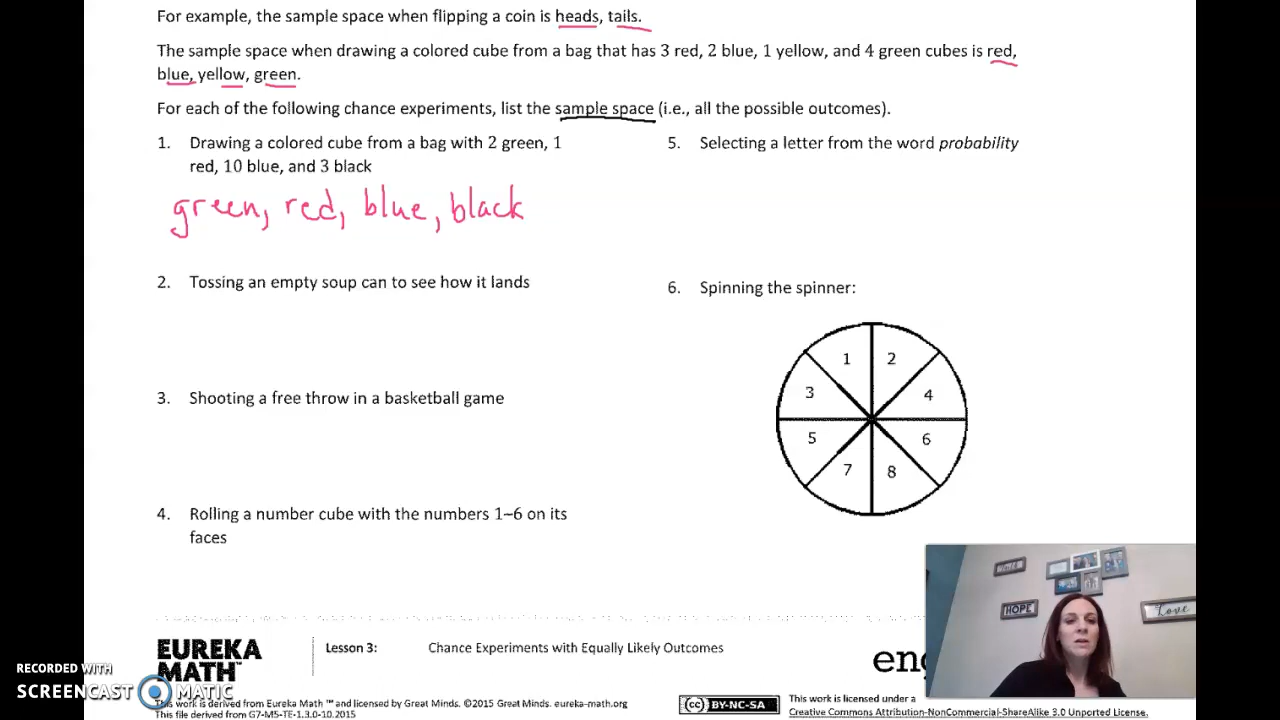 For example, the sample space when flipping a coin is heads, tails.
The sample space when drawing a colored cube from a bag that has 3 red, 2 blue, 1 yellow, and 4 green cubes is red,
blue, yellow, green.
For each of the following chance experiments, list the sample space (i.e., all the possible outcomes).
1. Drawing a colored cube from a bag with 2 green, 1
red, 10 blue, and 3 black
green, red, blue, black
2. Tossing an empty soup can to see how it lands
3. Shooting a free throw in a basketball game
4. Rolling a number cube with the numbers 1–6 on its
faces
5. Selecting a letter from the word probability
6. Spinning the spinner:
1 2
3 4
5 6
7 8
HOPE
Love
EUREKA
MATH™
Lesson 3:
Chance Experiments with Equally Likely Outcomes
RECORDED WITH
SCREENCAST MATIC
This work is derived from Eureka Math ™ and licensed by Great Minds. ©2015 Great Minds. eureka-math.org
This file derived from G7-M5-TE-1.3.0-10.2015
cc BY-NC-SA
This work is licensed under a
Creative Commons Attribution-NonCommercial-ShareAlike 3.0 Unported License.